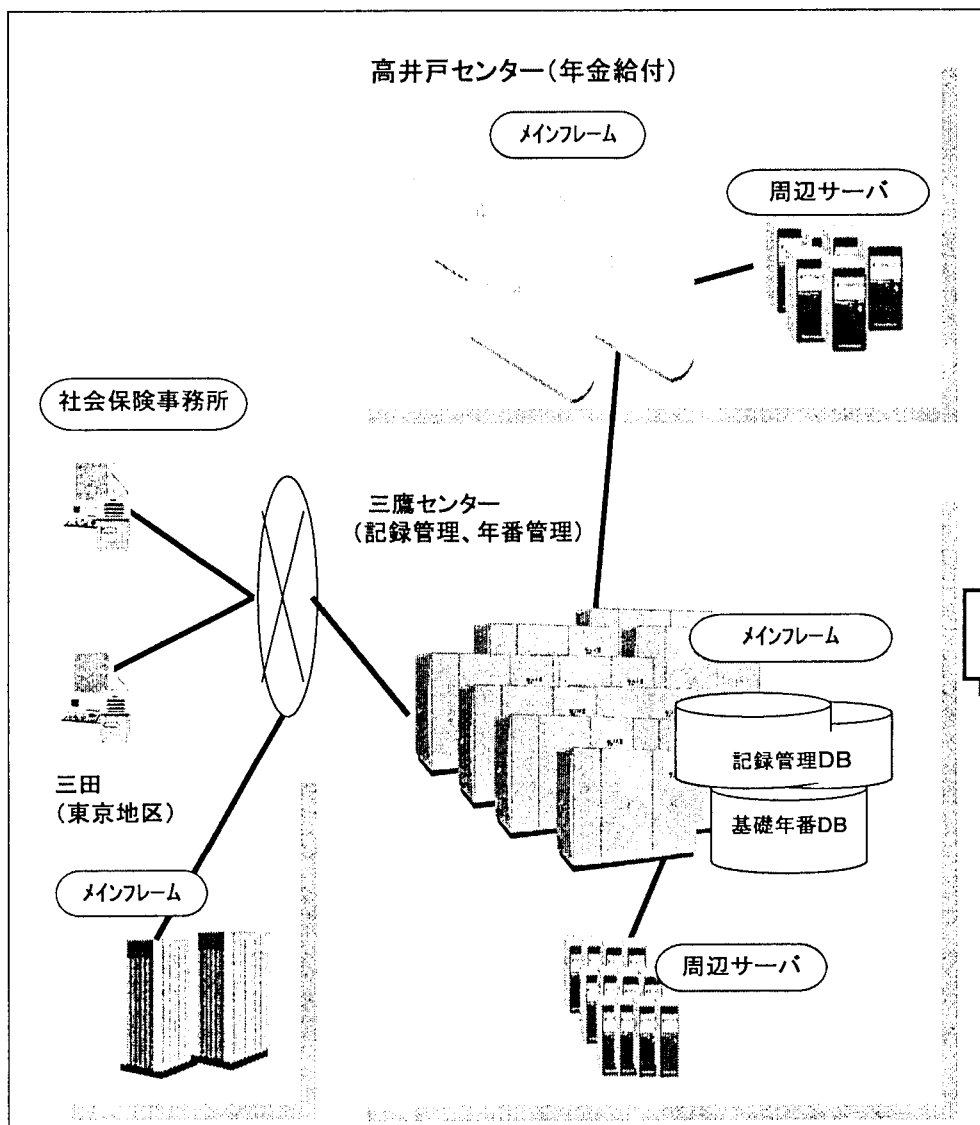 高井戸センター(年金給付)
メインフレーム
周辺サーバ
社会保険事務所
三鷹センター
(記録管理、年番管理)
メインフレーム
記録管理DB
基礎年番DB
三田
(東京地区)
メインフレーム
周辺サーバ